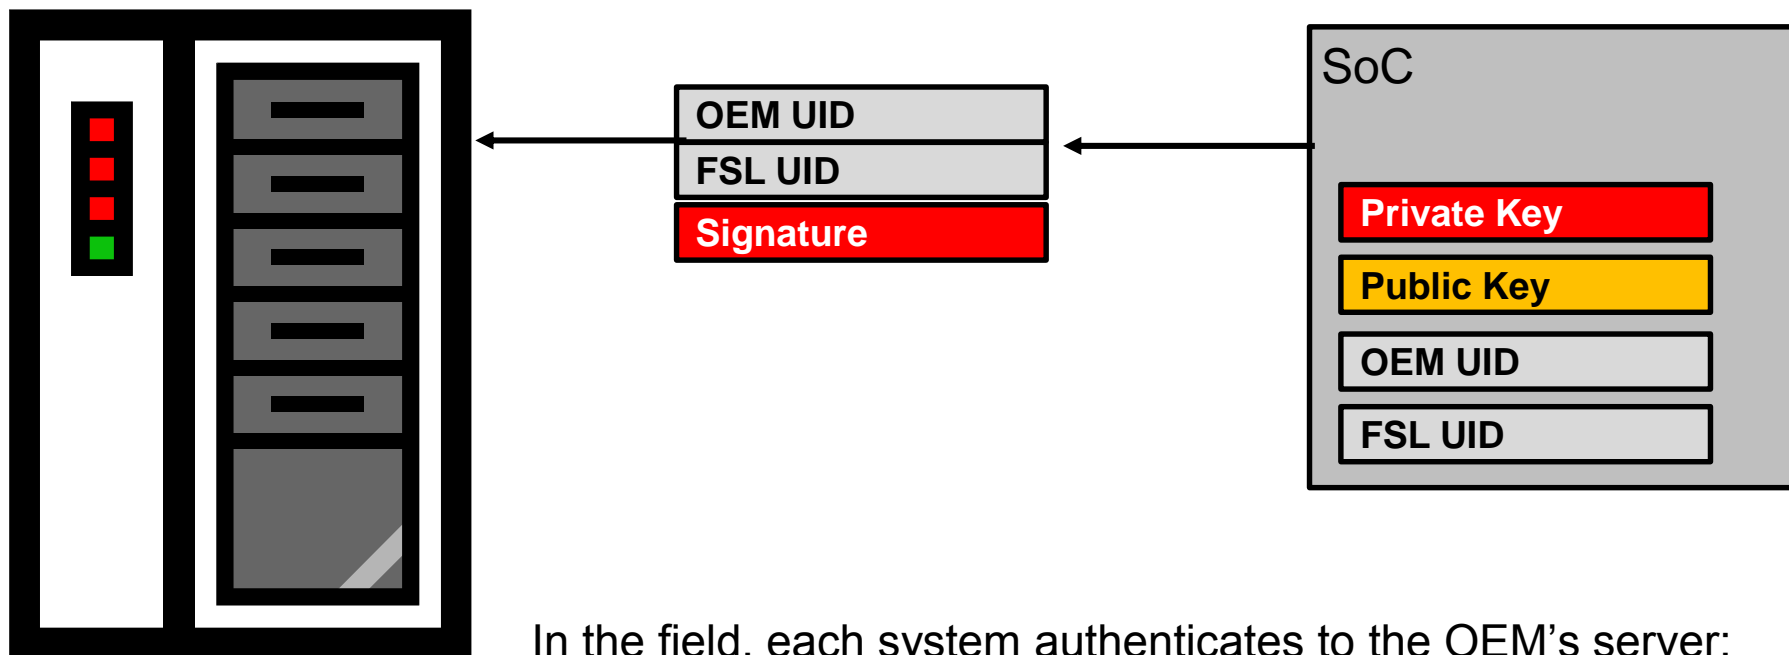 SoC
OEM UID
FSL UID
Signature
Private Key
Public Key
OEM UID
FSL UID
In the field, each system authenticates to the OEM's server: